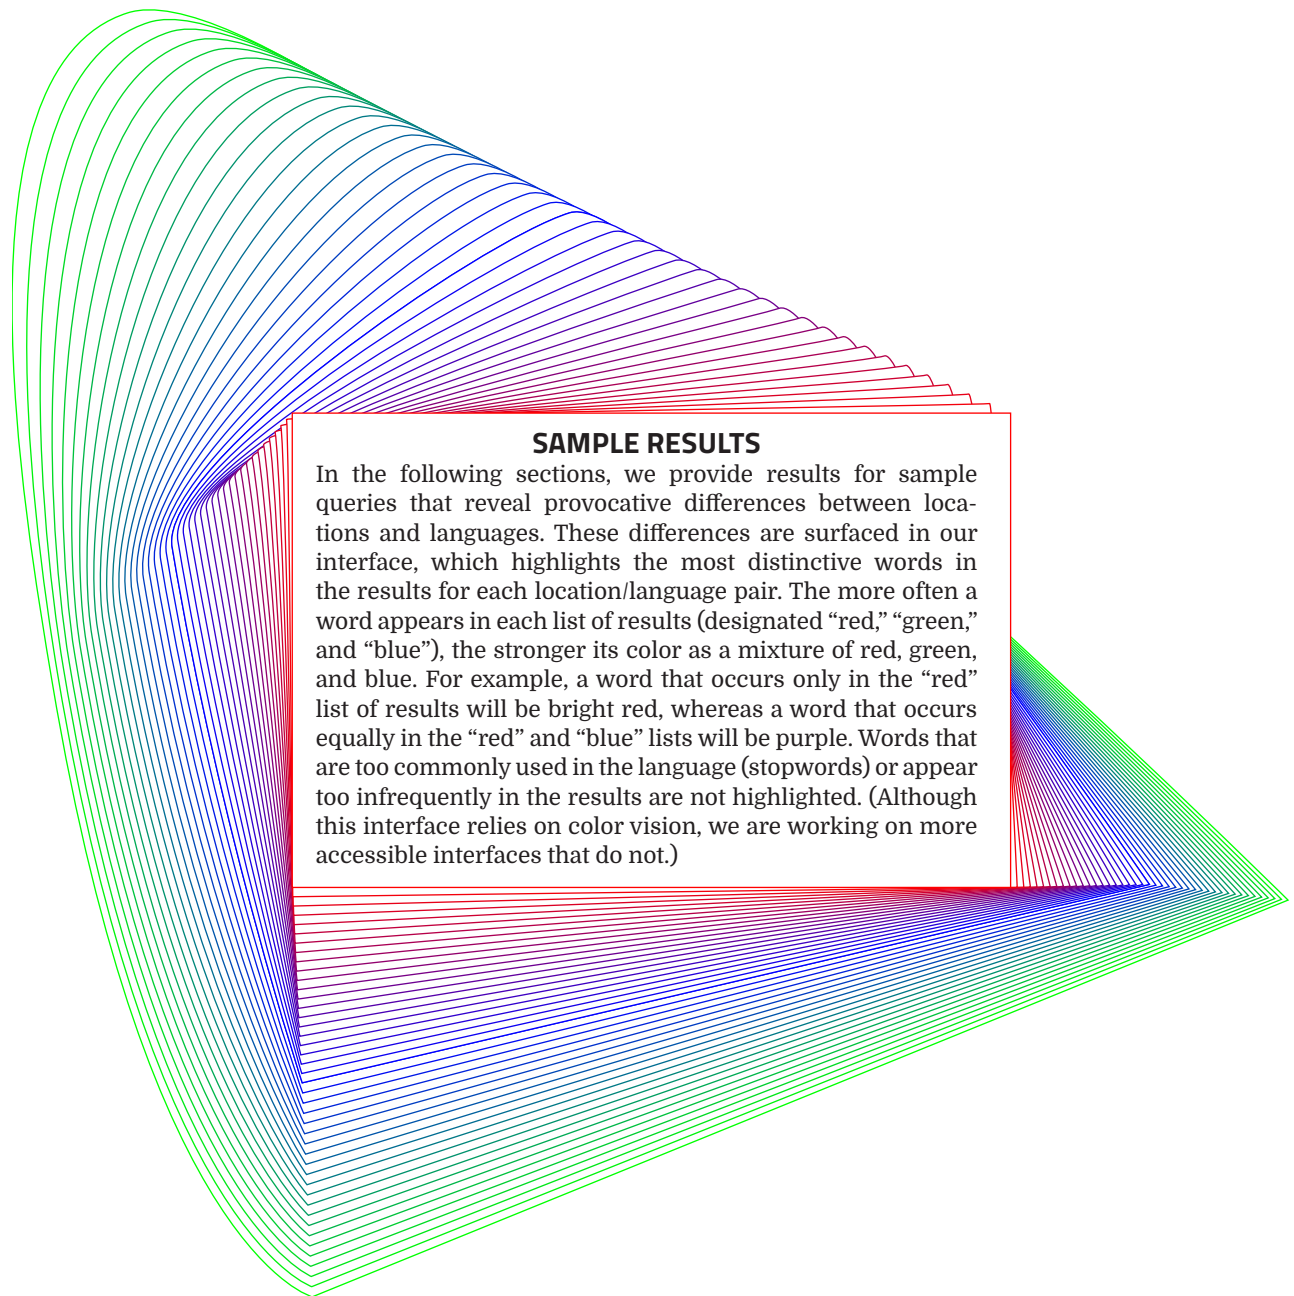 SAMPLE RESULTS
In the following sections, we provide results for sample
queries that reveal provocative differences between loca-
tions and languages. These differences are surfaced in our
interface, which highlights the most distinctive words in
the results for each location/language pair. The more often a
word appears in each list of results (designated “red,” “green,”
and “blue”), the stronger its color as a mixture of red, green,
and blue. For example, a word that occurs only in the “red”
list of results will be bright red, whereas a word that occurs
equally in the “red” and “blue” lists will be purple. Words that
are too commonly used in the language (stopwords) or appear
too infrequently in the results are not highlighted. (Although
this interface relies on color vision, we are working on more
accessible interfaces that do not.)